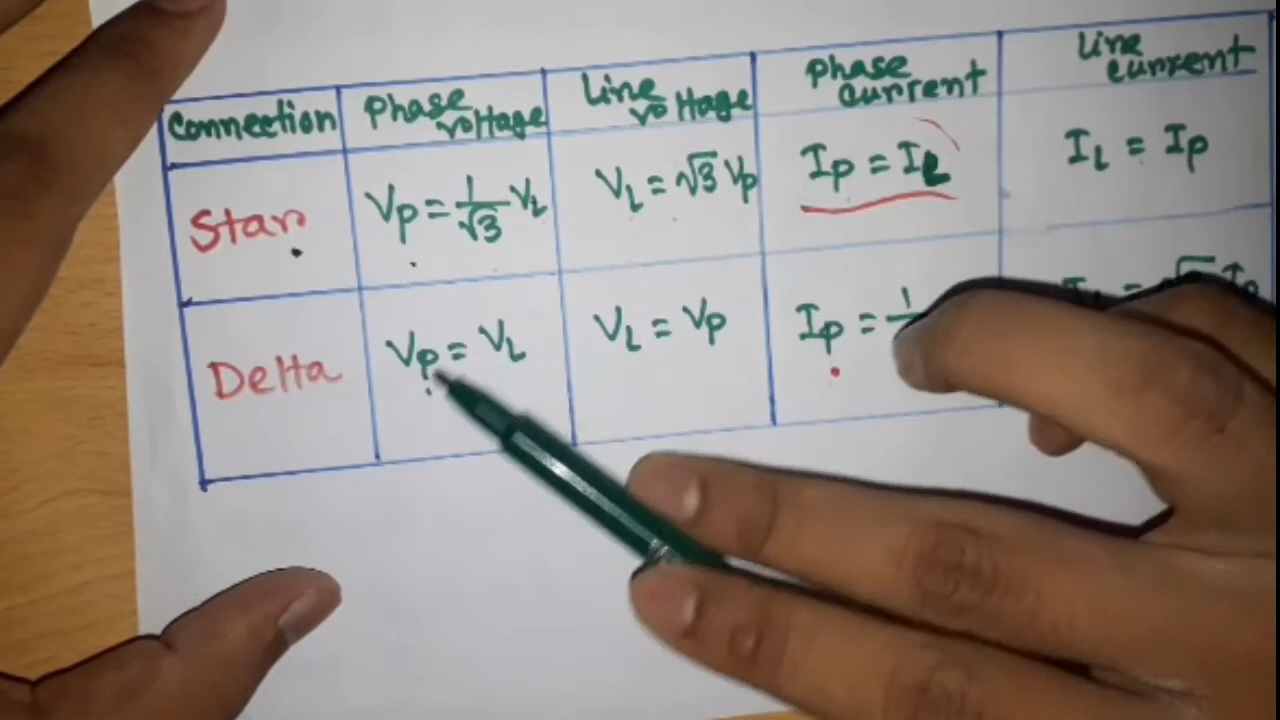 Connection Phase voltage Line voltage Phase current Line current
Star Vp = 1/√3 VL VL = √3 Vp Ip = IL IL = Ip
Delta Vp = VL VL = Vp Ip = 1